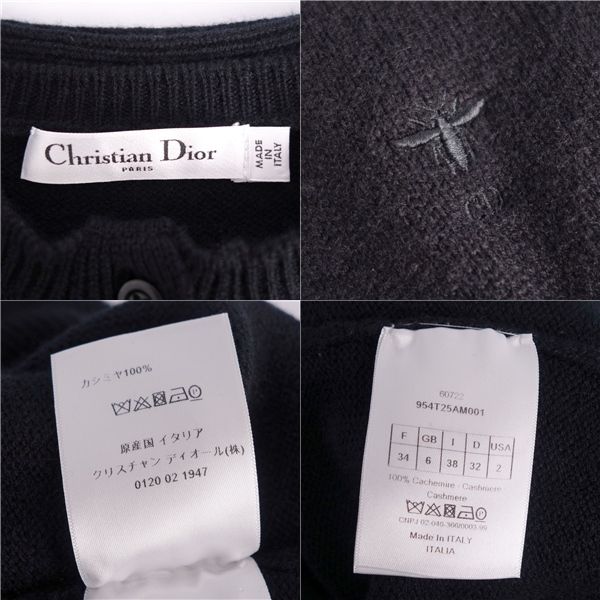 Christian Dior
PARIS
MADE
IN
ITALY
CD
カシミヤ100%
原産国 イタリア
クリスチャン ディオール(株)
0120 02 1947
60722
954T25AM001
F GB I D USA
34 6 38 32 2
100% Cachemire - Cashmere
Cashmere
CNPJ 02-040-360/0003-99
Made In ITALY
ITALIA